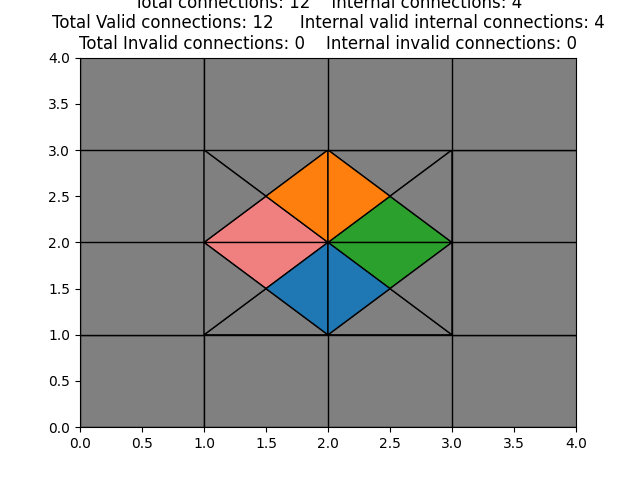 Total connections: 12    Internal connections: 4
Total Valid connections: 12     Internal valid internal connections: 4
Total Invalid connections: 0    Internal invalid connections: 0
4.0
3.5
3.0
2.5
2.0
1.5
1.0
0.5
0.0
0.0 0.5 1.0 1.5 2.0 2.5 3.0 3.5 4.0